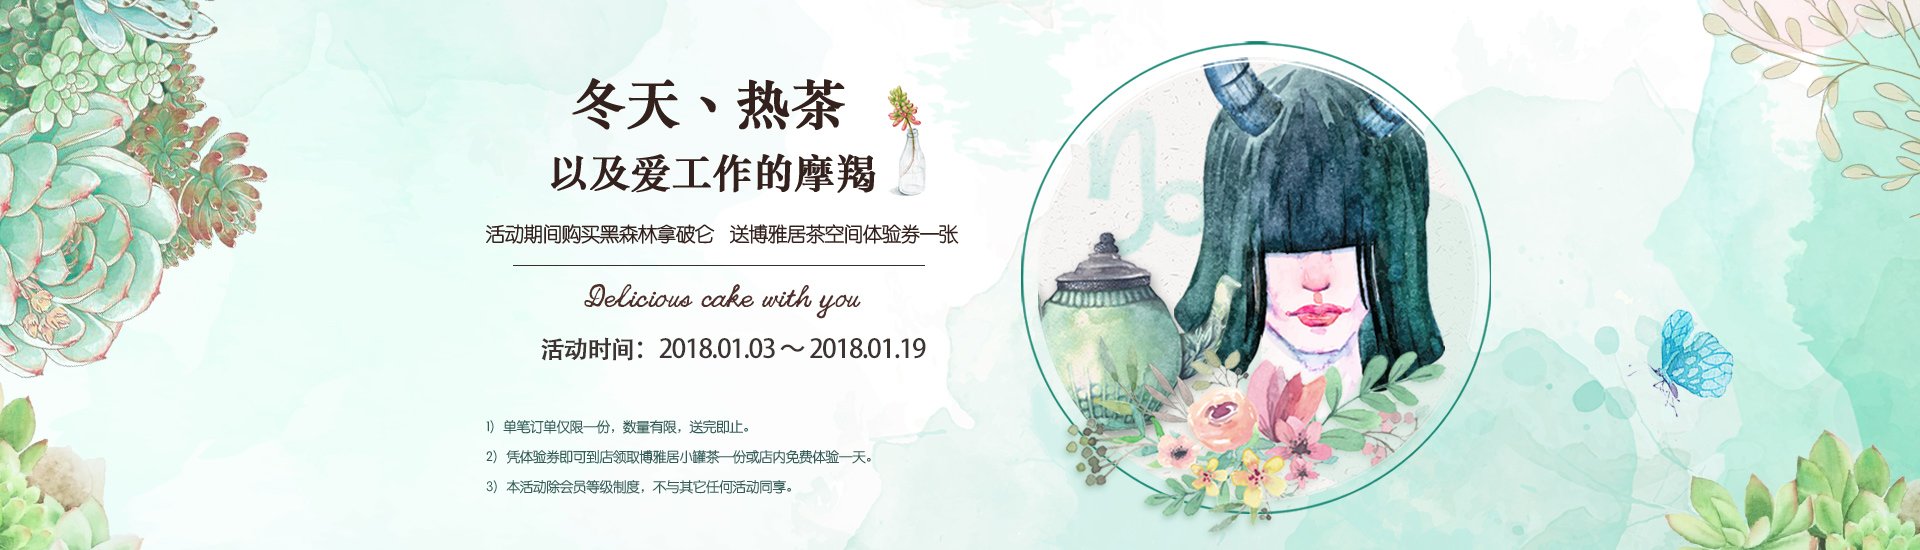 冬天、热茶
以及爱工作的摩羯
活动期间购买黑森林拿破仑 送博雅居茶空间体验券一张
Delicious cake with you
活动时间：2018.01.03～2018.01.19
1）单笔订单仅限一份，数量有限，送完即止。
2）凭体验券即可到店领取博雅居小罐茶一份或店内免费体验一天。
3）本活动除会员等级制度，不与其它任何活动同享。